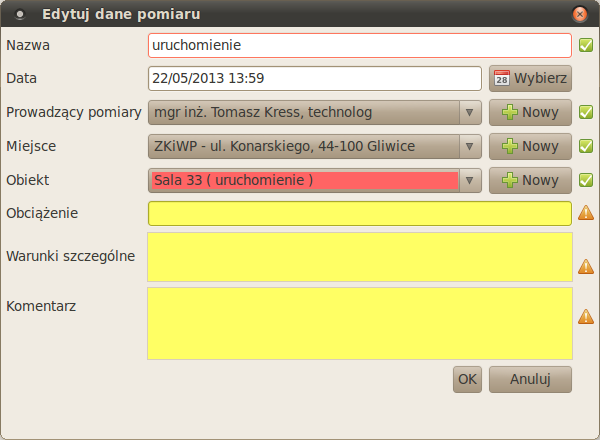 Edytuj dane pomiaru
Nazwa uruchomienie
Data 22/05/2013 13:59 28 Wybierz
Prowadzący pomiary mgr inż. Tomasz Kress, technolog Nowy
Miejsce ZKiWP - ul. Konarskiego, 44-100 Gliwice Nowy
Obiekt Sala 33 ( uruchomienie ) Nowy
Obciążenie
Warunki szczególne
Komentarz
OK Anuluj